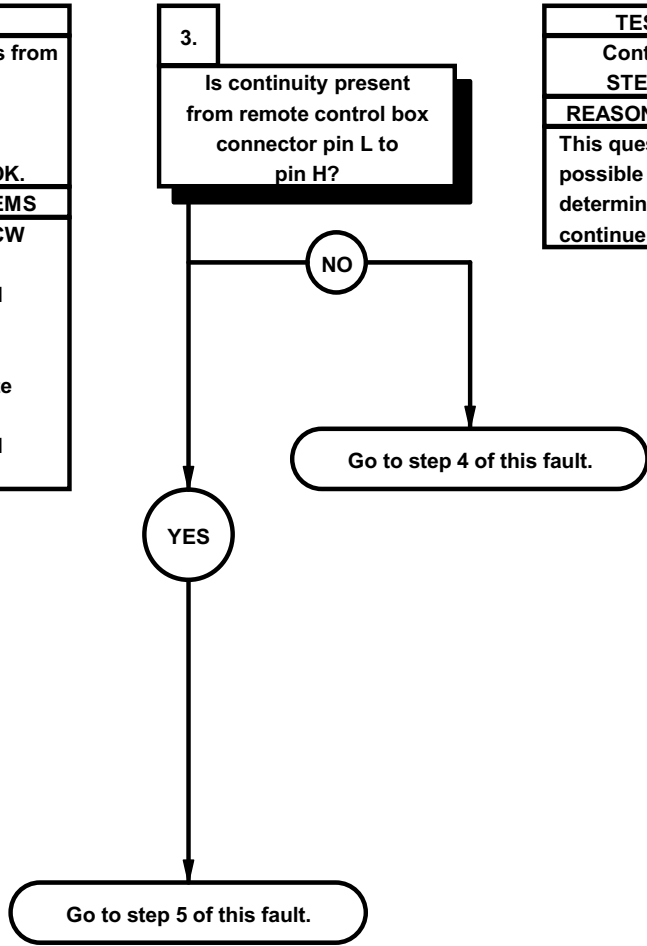 s from
OK.
EMS
CW
e
3.
Is continuity present
from remote control box
connector pin L to
pin H?
NO
Go to step 4 of this fault.
YES
Go to step 5 of this fault.
TES
Cont
STE
REASON
This ques
possible
determin
continue